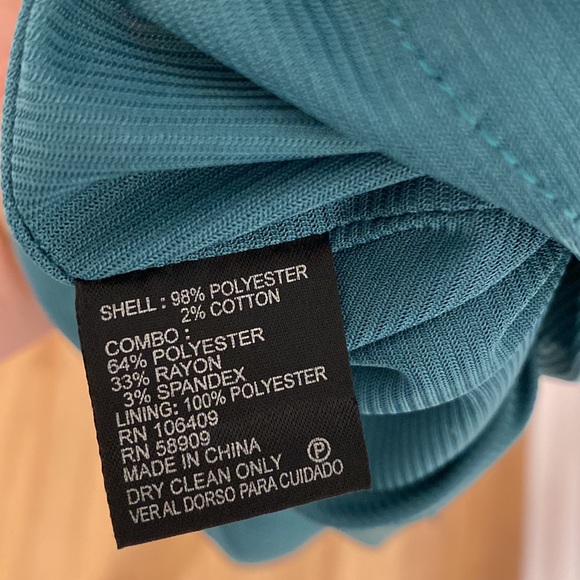 SHELL : 98% POLYESTER
2% COTTON
COMBO :
64% POLYESTER
33% RAYON
3% SPANDEX
LINING: 100% POLYESTER
RN 106409
RN 58909
MADE IN CHINA
DRY CLEAN ONLY Ⓟ
VER AL DORSO PARA CUIDADO